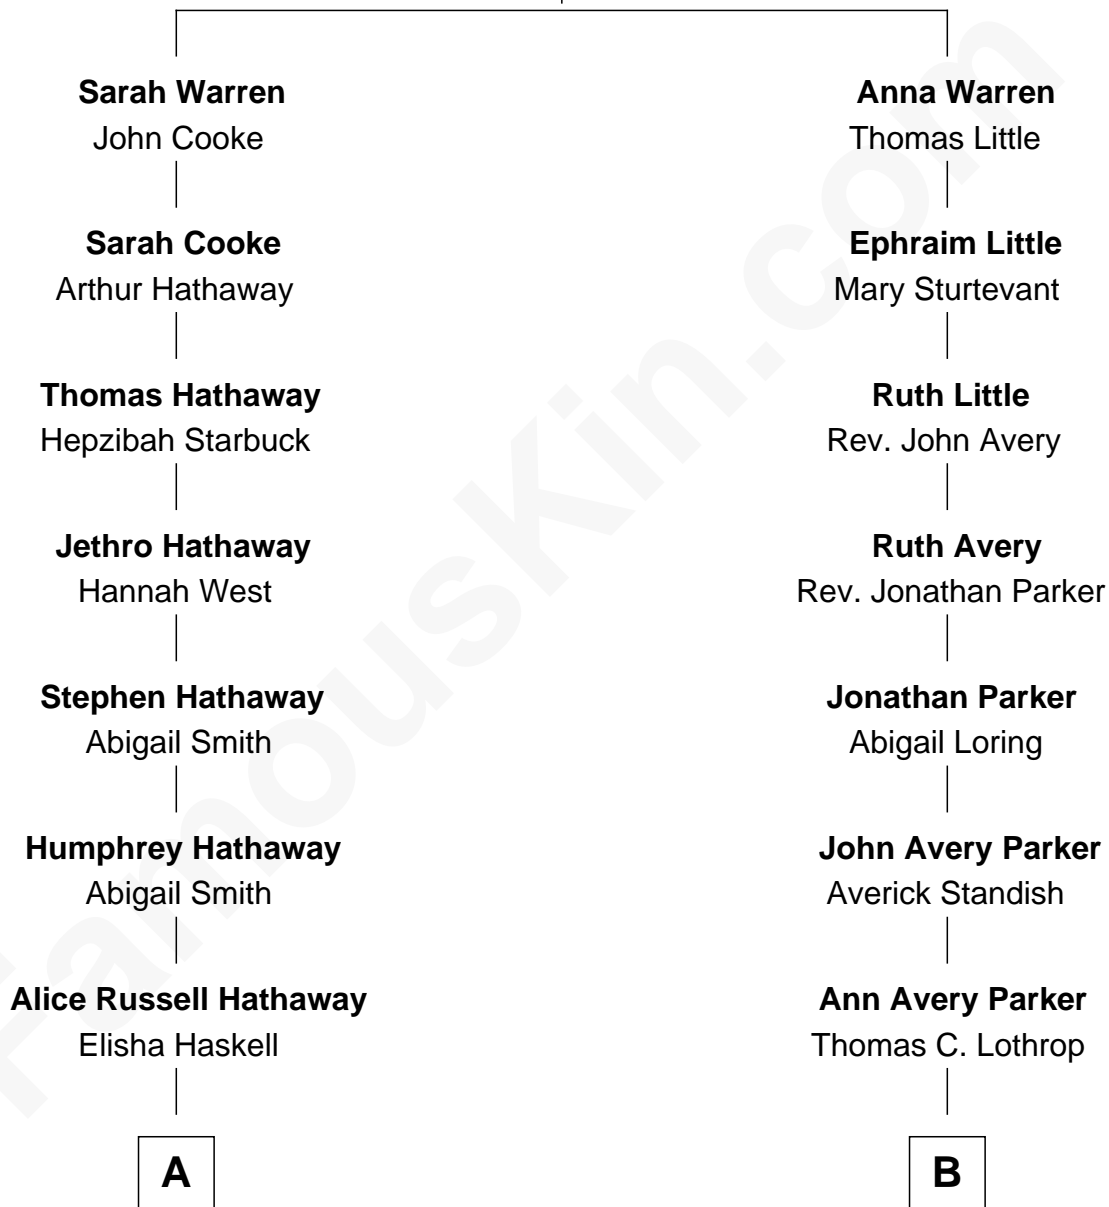 Sarah Warren
John Cooke
Anna Warren
Thomas Little
Sarah Cooke
Arthur Hathaway
Ephraim Little
Mary Sturtevant
Thomas Hathaway
Hepzibah Starbuck
Ruth Little
Rev. John Avery
Jethro Hathaway
Hannah West
Ruth Avery
Rev. Jonathan Parker
Stephen Hathaway
Abigail Smith
Jonathan Parker
Abigail Loring
Humphrey Hathaway
Abigail Smith
John Avery Parker
Averick Standish
Alice Russell Hathaway
Elisha Haskell
Ann Avery Parker
Thomas C. Lothrop
A
B
FamousKin.com